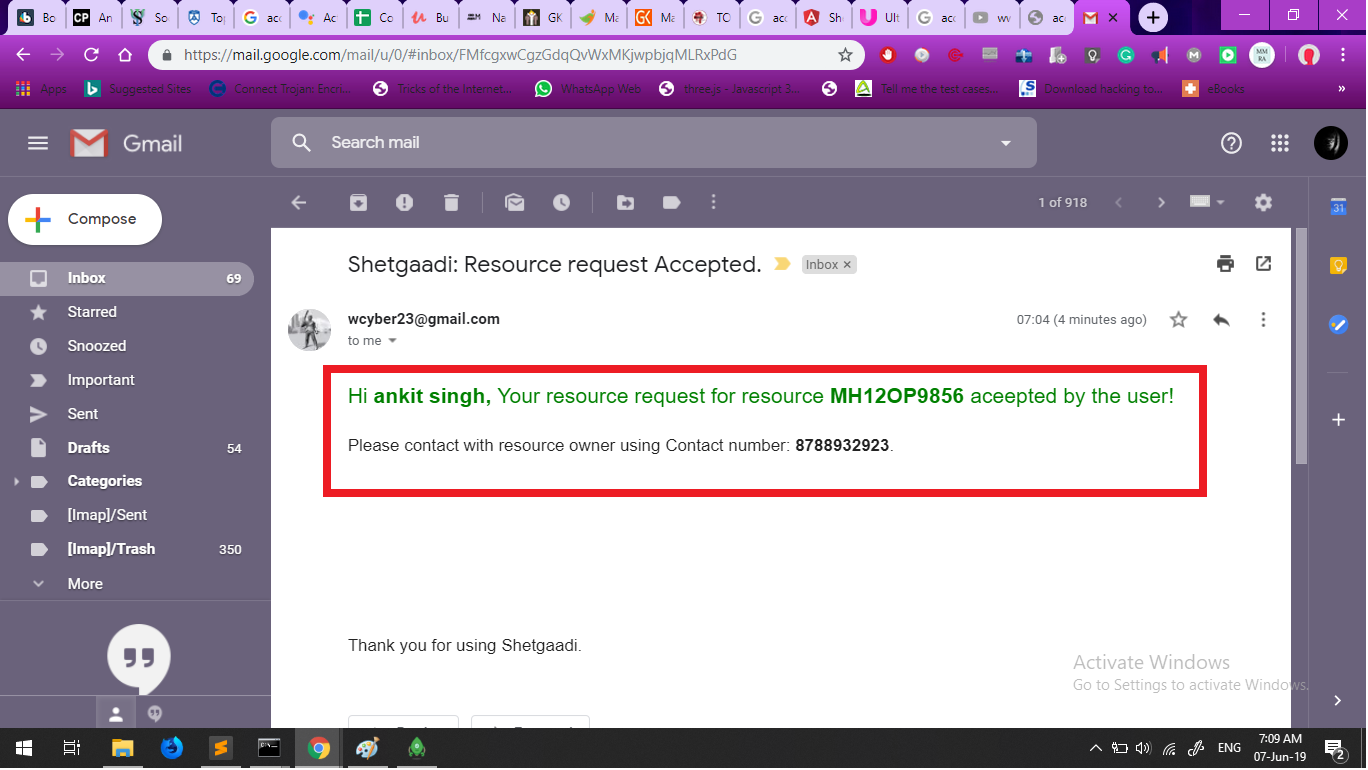 Bo
CP An
So
Top
acc
Ac
Co
Bu
Na
GK
Ma
Ma
TO
acc
Sh
Ult
acc
wv
acc
https://mail.google.com/mail/u/0/#inbox/FMfcgxwCgzGdqQvWxMKjwpbjqMLRxPdG
Apps
Suggested Sites
Connect Trojan: Encri...
Tricks of the Internet...
WhatsApp Web
three.js - Javascript 3...
Tell me the test cases...
Download hacking to...
eBooks
»
Gmail
Search mail
Compose
1 of 918
31
Inbox 69
Starred
Snoozed
Important
Sent
Drafts 54
Categories
[Imap]/Sent
[Imap]/Trash 350
More
Shetgaadi: Resource request Accepted.
Inbox ×
wcyber23@gmail.com
07:04 (4 minutes ago)
to me
Hi ankit singh, Your resource request for resource MH12OP9856 aceepted by the user!
Please contact with resource owner using Contact number: 8788932923.
Thank you for using Shetgaadi.
Activate Windows
Go to Settings to activate Windows.
ENG
7:09 AM
07-Jun-19
2